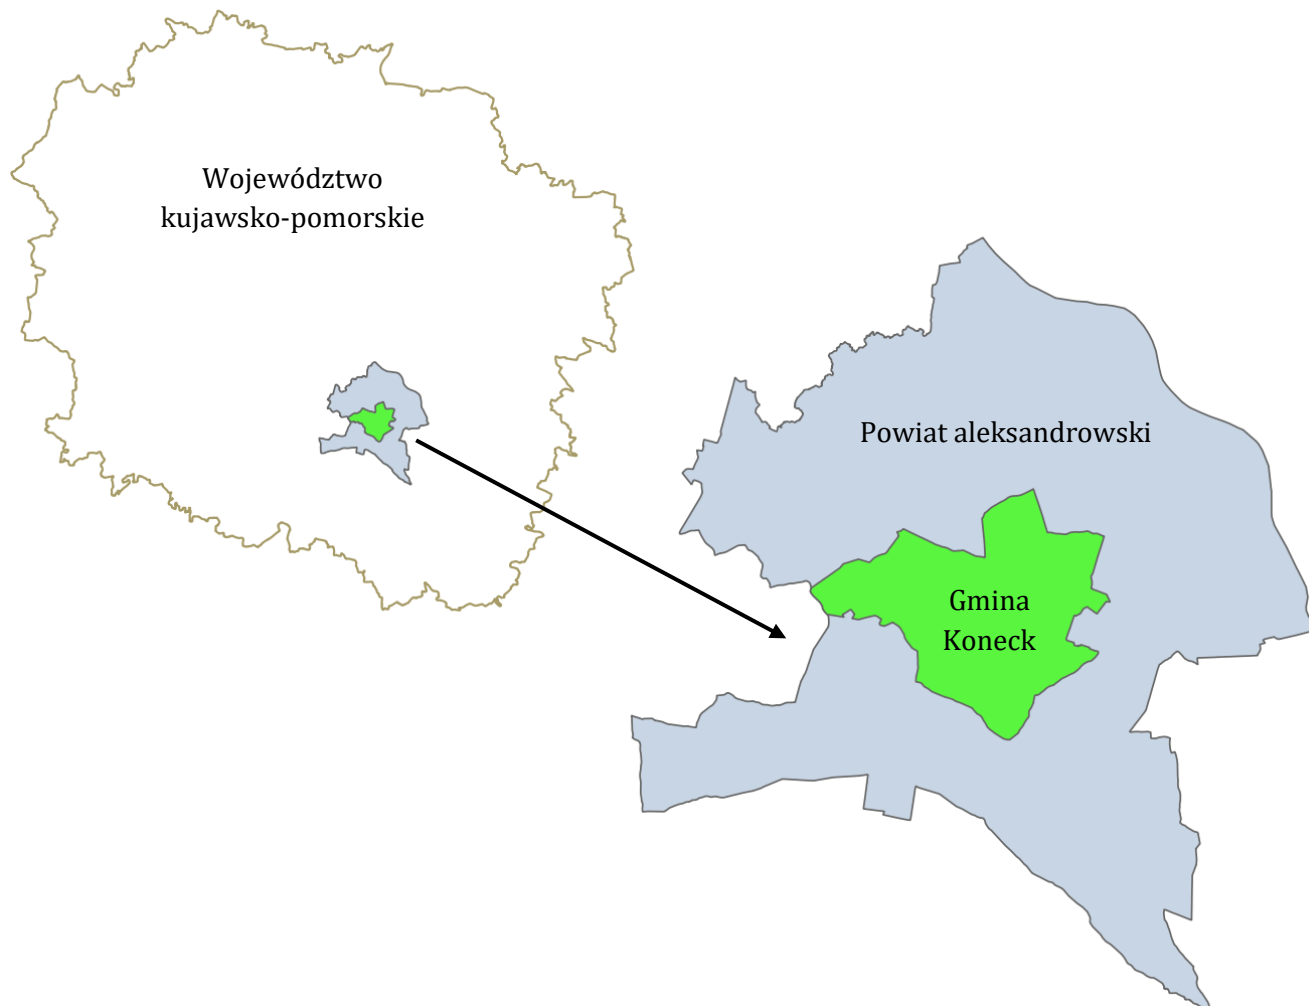 Województwo
kujawsko-pomorskie
Powiat aleksandrowski
Gmina
Koneck